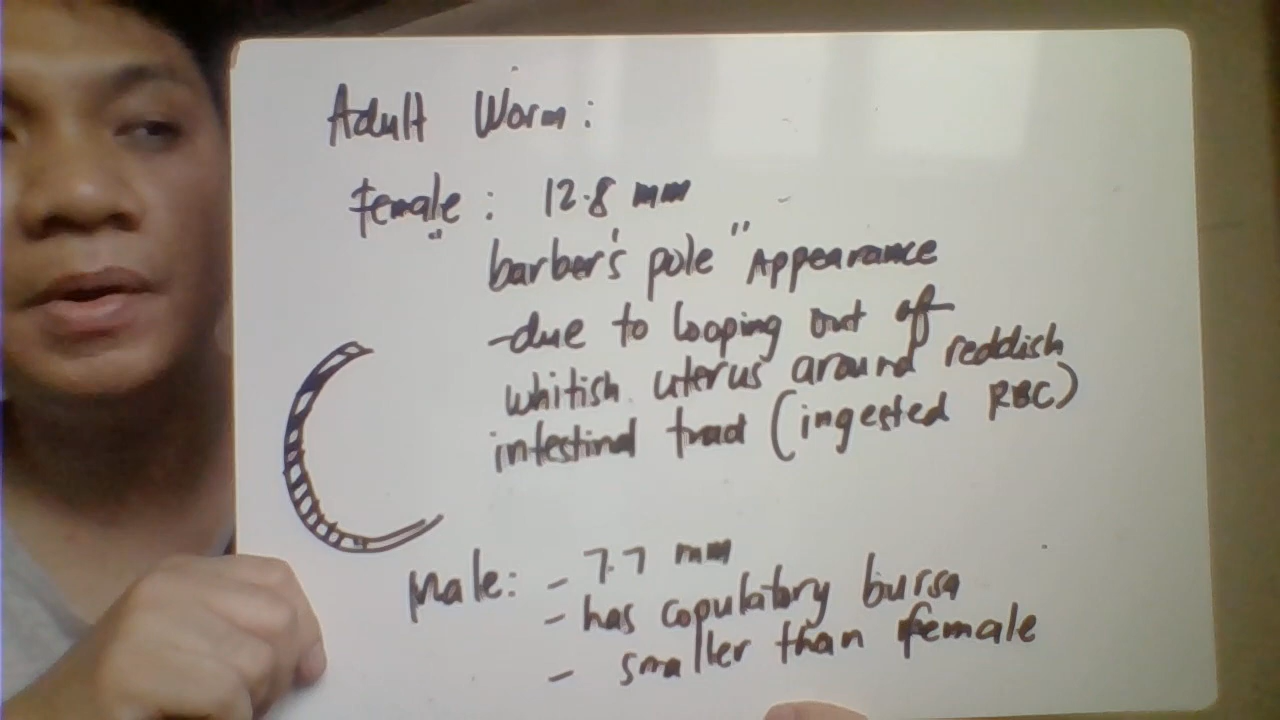 Adult Worm:
Female: 12.8 mm
"barber's pole" Appearance
-due to looping out of
whitish uterus around reddish
intestinal tract (ingested RBC)
Male: - 7.7 mm
- has copulatory bursa
- smaller than female